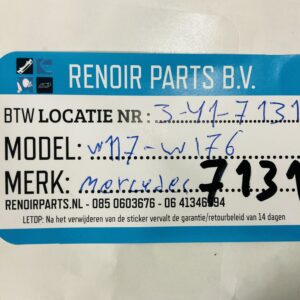 RENOIR PARTS B.V.
BTW LOCATIE NR : 3-41-7131
MODEL: W117-W176
MERK: Mercedes 7131
RENOIRPARTS.NL - 085 0603676 - 06 41346694
LETOP: Na het verwijderen van de sticker vervalt de garantie/retourbeleid van 14 dagen